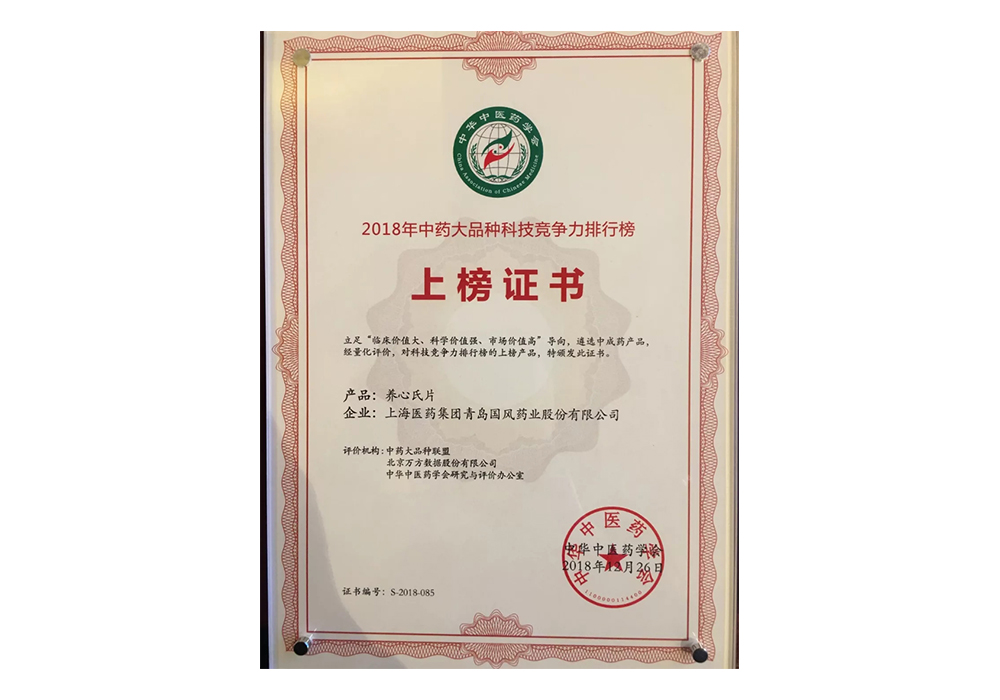 中华中医药学会
China Association of Chinese Medicine
2018年中药大品种科技竞争力排行榜
上榜证书
立足“临床价值大、科学价值强、市场价值高”导向，遴选中成药产品，
经量化评价，对科技竞争力排行榜的上榜产品，特颁发此证书。
产品：养心氏片
企业：上海医药集团青岛国风药业股份有限公司
评价机构：中药大品种联盟
北京万方数据股份有限公司
中华中医药学会研究与评价办公室
中华中医药学会
中华中医药学会
2018年12月26日
1100000114400
证书编号：S-2018-085